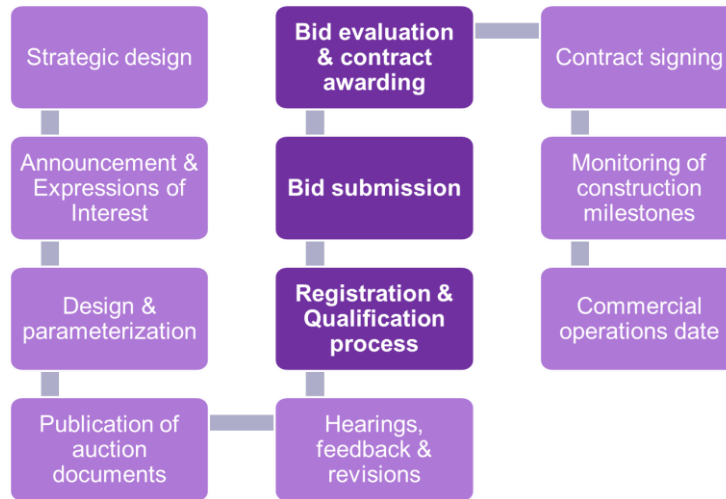 Strategic design
Announcement &
Expressions of
Interest
Design &
parameterization
Publication of
auction
documents
Hearings,
feedback &
revisions
Registration &
Qualification
process
Bid submission
Bid evaluation
& contract
awarding
Contract signing
Monitoring of
construction
milestones
Commercial
operations date